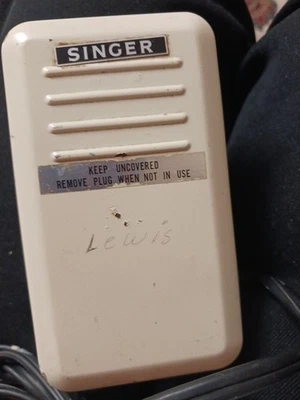 SINGER
KEEP UNCOVERED
REMOVE PLUG WHEN NOT IN USE
Lewis